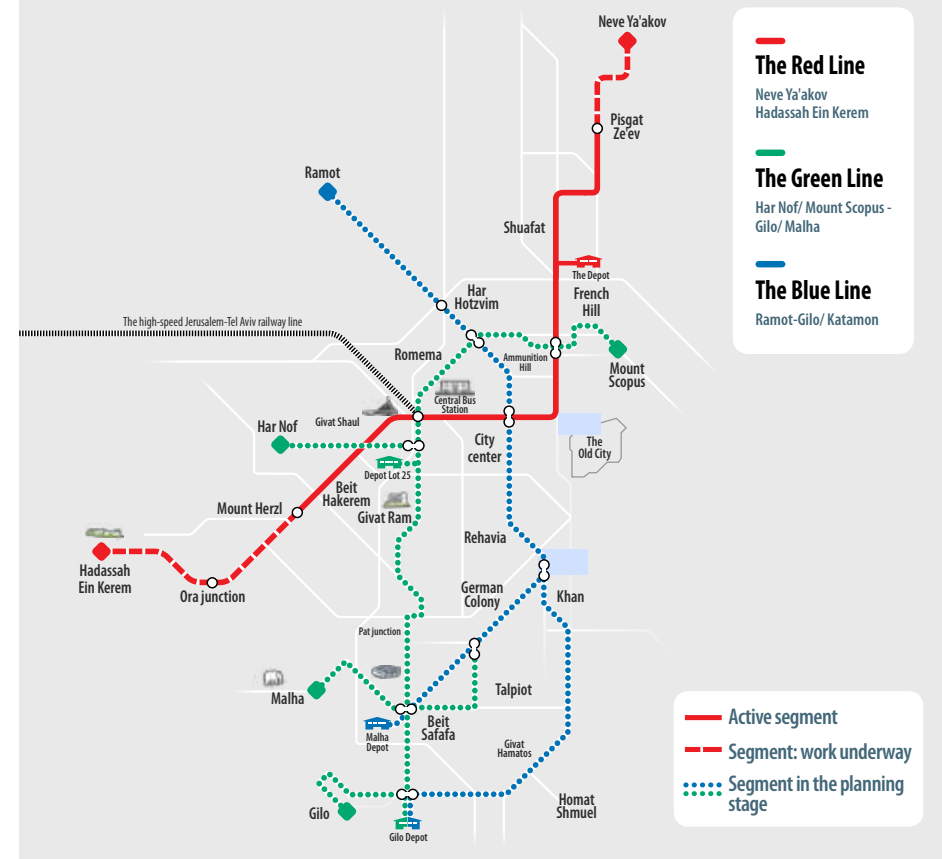 Neve Ya'akov
Pisgat
Ze'ev
Ramot
Shuafat
The Depot
French
Hill
Har
Hotzvim
The high-speed Jerusalem-Tel Aviv railway line
Romema
Ammunition
Hill
Mount
Scopus
Central Bus
Station
Givat Shaul
Har Nof
City
center
The
Old City
Depot Lot 25
Beit
Hakerem
Givat Ram
Mount Herzl
Rehavia
Hadassah
Ein Kerem
Ora junction
German
Colony
Khan
Pat junction
Malha
Talpiot
Beit
Safafa
Malha
Depot
Givat
Hamatos
Homat
Shmuel
Gilo
Gilo Depot
The Red Line
Neve Ya'akov
Hadassah Ein Kerem
The Green Line
Har Nof/ Mount Scopus -
Gilo/ Malha
The Blue Line
Ramot-Gilo/ Katamon
Active segment
Segment: work underway
Segment in the planning
stage